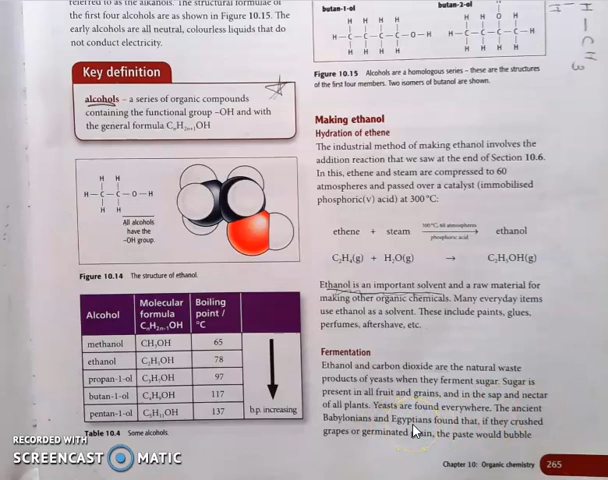 referred to as the alkanols. The structural formulae of
the first four alcohols are as shown in Figure 10.15. The
early alcohols are all neutral, colourless liquids that do
not conduct electricity.
Key definition
alcohols – a series of organic compounds
containing the functional group –OH and with
the general formula CₙH₂ₙ₊₁OH
H H
H–C–C–O–H
H H
All alcohols
have the
–OH group.
Figure 10.14 The structure of ethanol.
Alcohol Molecular formula CₙH₂ₙ₊₁OH Boiling point / °C
methanol CH₃OH 65
ethanol C₂H₅OH 78
propan-1-ol C₃H₇OH 97
butan-1-ol C₄H₉OH 117
pentan-1-ol C₅H₁₁OH 137
b.p. increasing
Table 10.4 Some alcohols.
RECORDED WITH
SCREENCAST MATIC
butan-1-ol butan-2-ol
H H H H
H–C–C–C–C–O–H
H H H H
H H O H
H–C–C–C–C–H
H H H H
Figure 10.15 Alcohols are a homologous series – these are the structures
of the first four members. Two isomers of butanol are shown.
Making ethanol
Hydration of ethene
The industrial method of making ethanol involves the
addition reaction that we saw at the end of Section 10.6.
In this, ethene and steam are compressed to 60
atmospheres and passed over a catalyst (immobilised
phosphoric(v) acid) at 300 °C:
ethene + steam 300°C, 60 atmospheres phosphoric acid ethanol
C₂H₄(g) + H₂O(g) → C₂H₅OH(g)
Ethanol is an important solvent and a raw material for
making other organic chemicals. Many everyday items
use ethanol as a solvent. These include paints, glues,
perfumes, aftershave, etc.
Fermentation
Ethanol and carbon dioxide are the natural waste
products of yeasts when they ferment sugar. Sugar is
present in all fruit and grains, and in the sap and nectar
of all plants. Yeasts are found everywhere. The ancient
Babylonians and Egyptians found that, if they crushed
grapes or germinated grain, the paste would bubble
Chapter 10: Organic chemistry 265